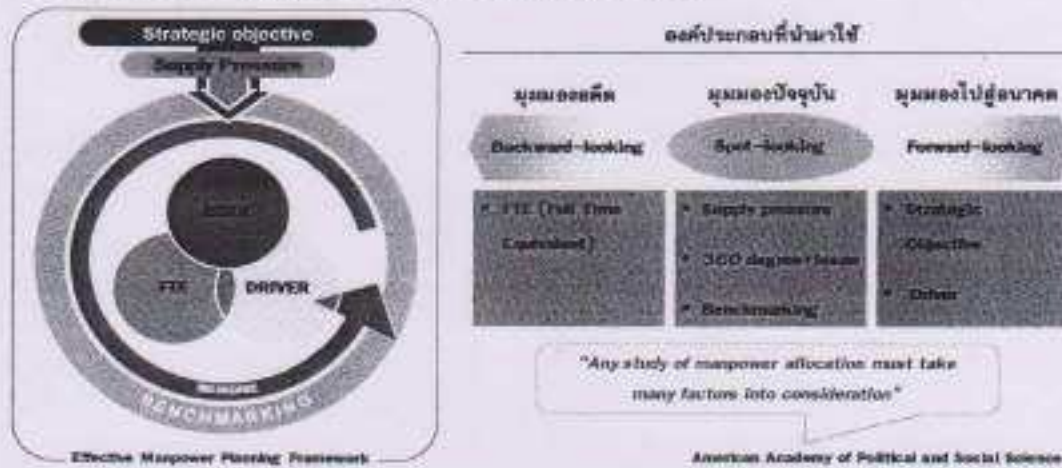 Strategic objective
Supply Pressure
FTE
DRIVER
BENCHMARKING
Effective Manpower Planning Framework
องค์ประกอบที่นำมาใช้
มุมมองอดีต
มุมมองปัจจุบัน
มุมมองไปสู่อนาคต
Backward-looking
Spot-looking
Forward-looking
• FTE (Full Time
Equivalent)
• Supply pressure
• 360 degree+Issue
• Benchmarking
• Strategic
Objective
• Driver
"Any study of manpower allocation must take
many factors into consideration"
American Academy of Political and Social Science